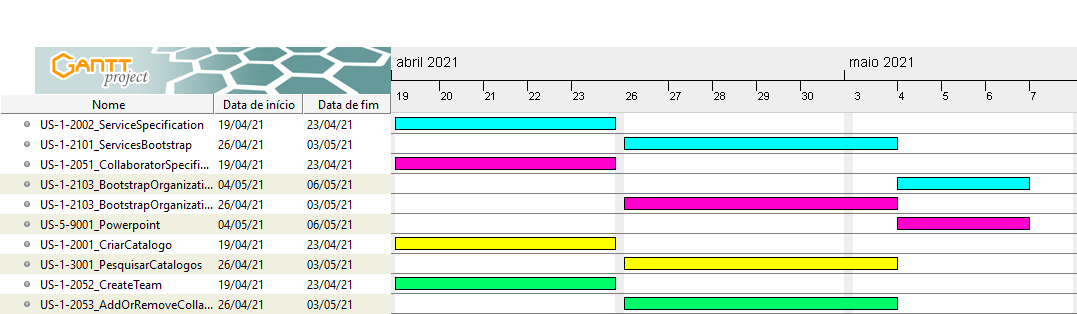 GANTT project
abril 2021 maio 2021
19 20 21 22 23 26 27 28 29 30 3 4 5 6 7
Nome Data de início Data de fim
US-1-2002_ServiceSpecification 19/04/21 23/04/21
US-1-2101_ServicesBootstrap 26/04/21 03/05/21
US-1-2051_CollaboratorSpecifi... 19/04/21 23/04/21
US-1-2103_BootstrapOrganizati... 04/05/21 06/05/21
US-1-2103_BootstrapOrganizati... 26/04/21 03/05/21
US-5-9001_Powerpoint 04/05/21 06/05/21
US-1-2001_CriarCatalogo 19/04/21 23/04/21
US-1-3001_PesquisarCatalogos 26/04/21 03/05/21
US-1-2052_CreateTeam 19/04/21 23/04/21
US-1-2053_AddOrRemoveColla... 26/04/21 03/05/21